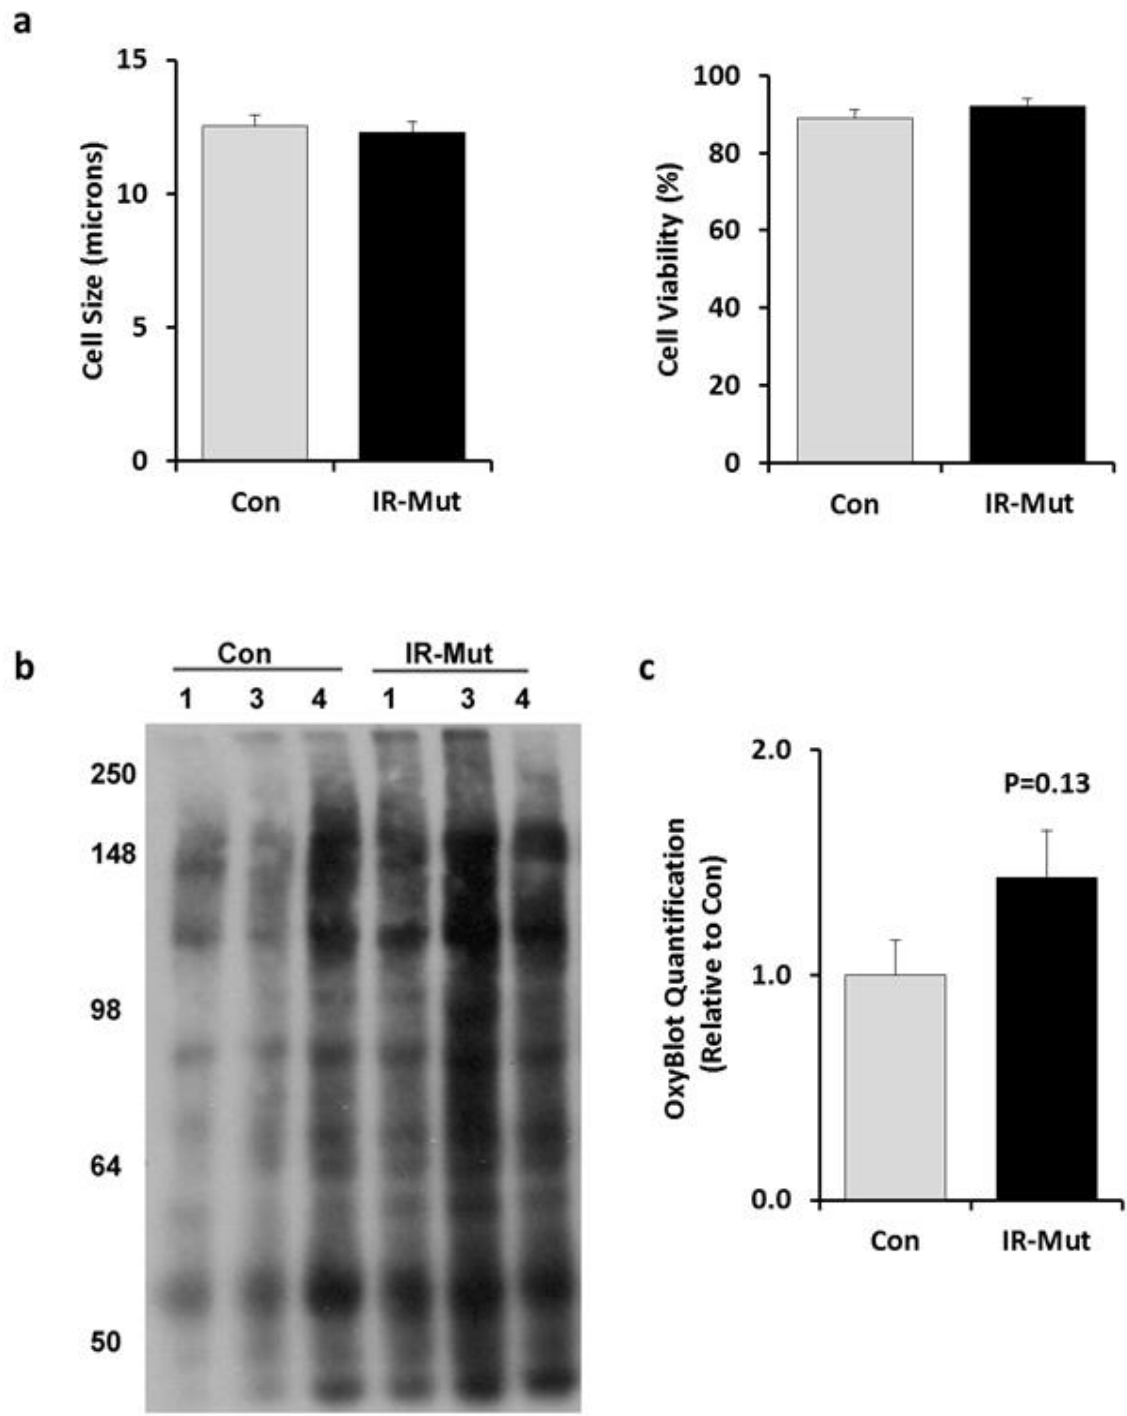 a
15
10
5
0
Cell Size (microns)
Con
IR-Mut
100
80
60
40
20
0
Cell Viability (%)
Con
IR-Mut
b
Con
IR-Mut
1 3 4 1 3 4
250
148
98
64
50
c
2.0
1.0
0.0
OxyBlot Quantification
(Relative to Con)
P=0.13
Con
IR-Mut